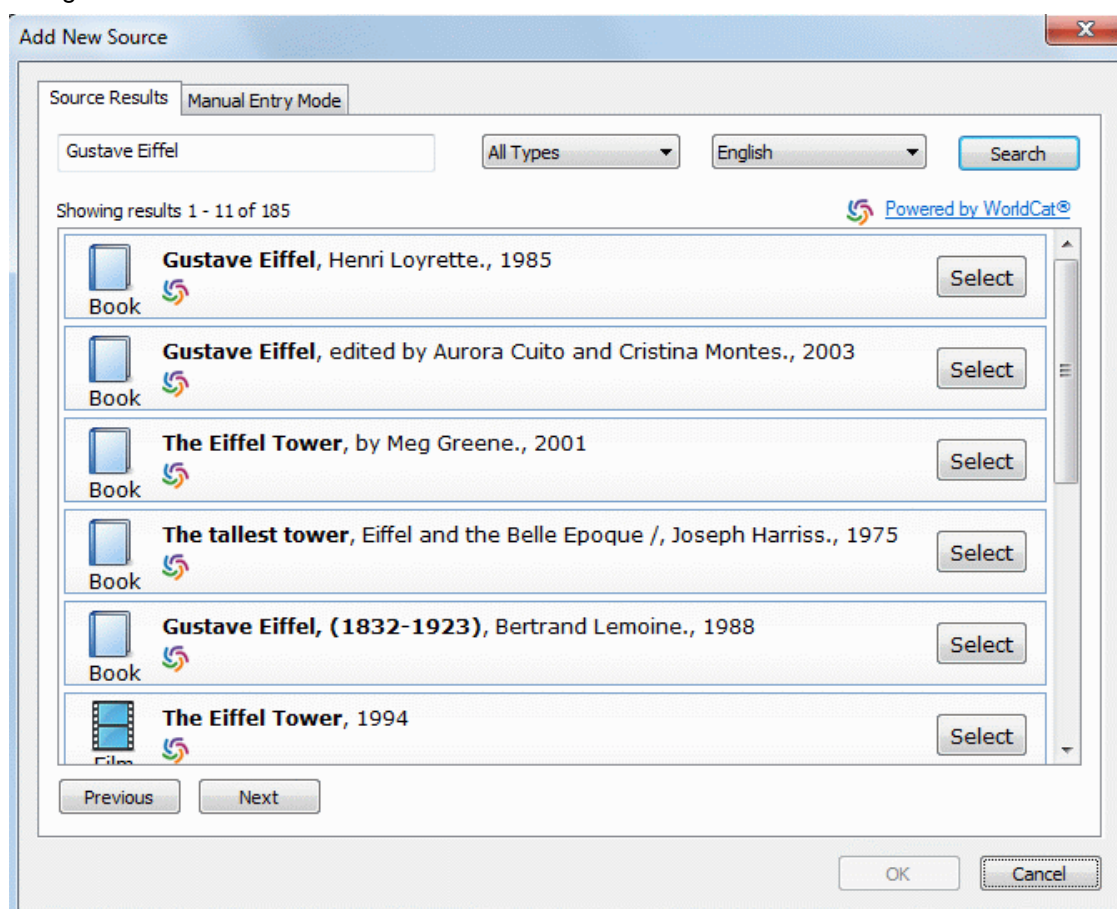 Add New Source
Source Results Manual Entry Mode
Gustave Eiffel All Types English Search
Showing results 1 - 11 of 185 Powered by WorldCat®
Gustave Eiffel, Henri Loyrette., 1985
Book
Select
Gustave Eiffel, edited by Aurora Cuito and Cristina Montes., 2003
Book
Select
The Eiffel Tower, by Meg Greene., 2001
Book
Select
The tallest tower, Eiffel and the Belle Epoque /, Joseph Harriss., 1975
Book
Select
Gustave Eiffel, (1832-1923), Bertrand Lemoine., 1988
Book
Select
The Eiffel Tower, 1994
Film
Select
Previous Next
OK Cancel